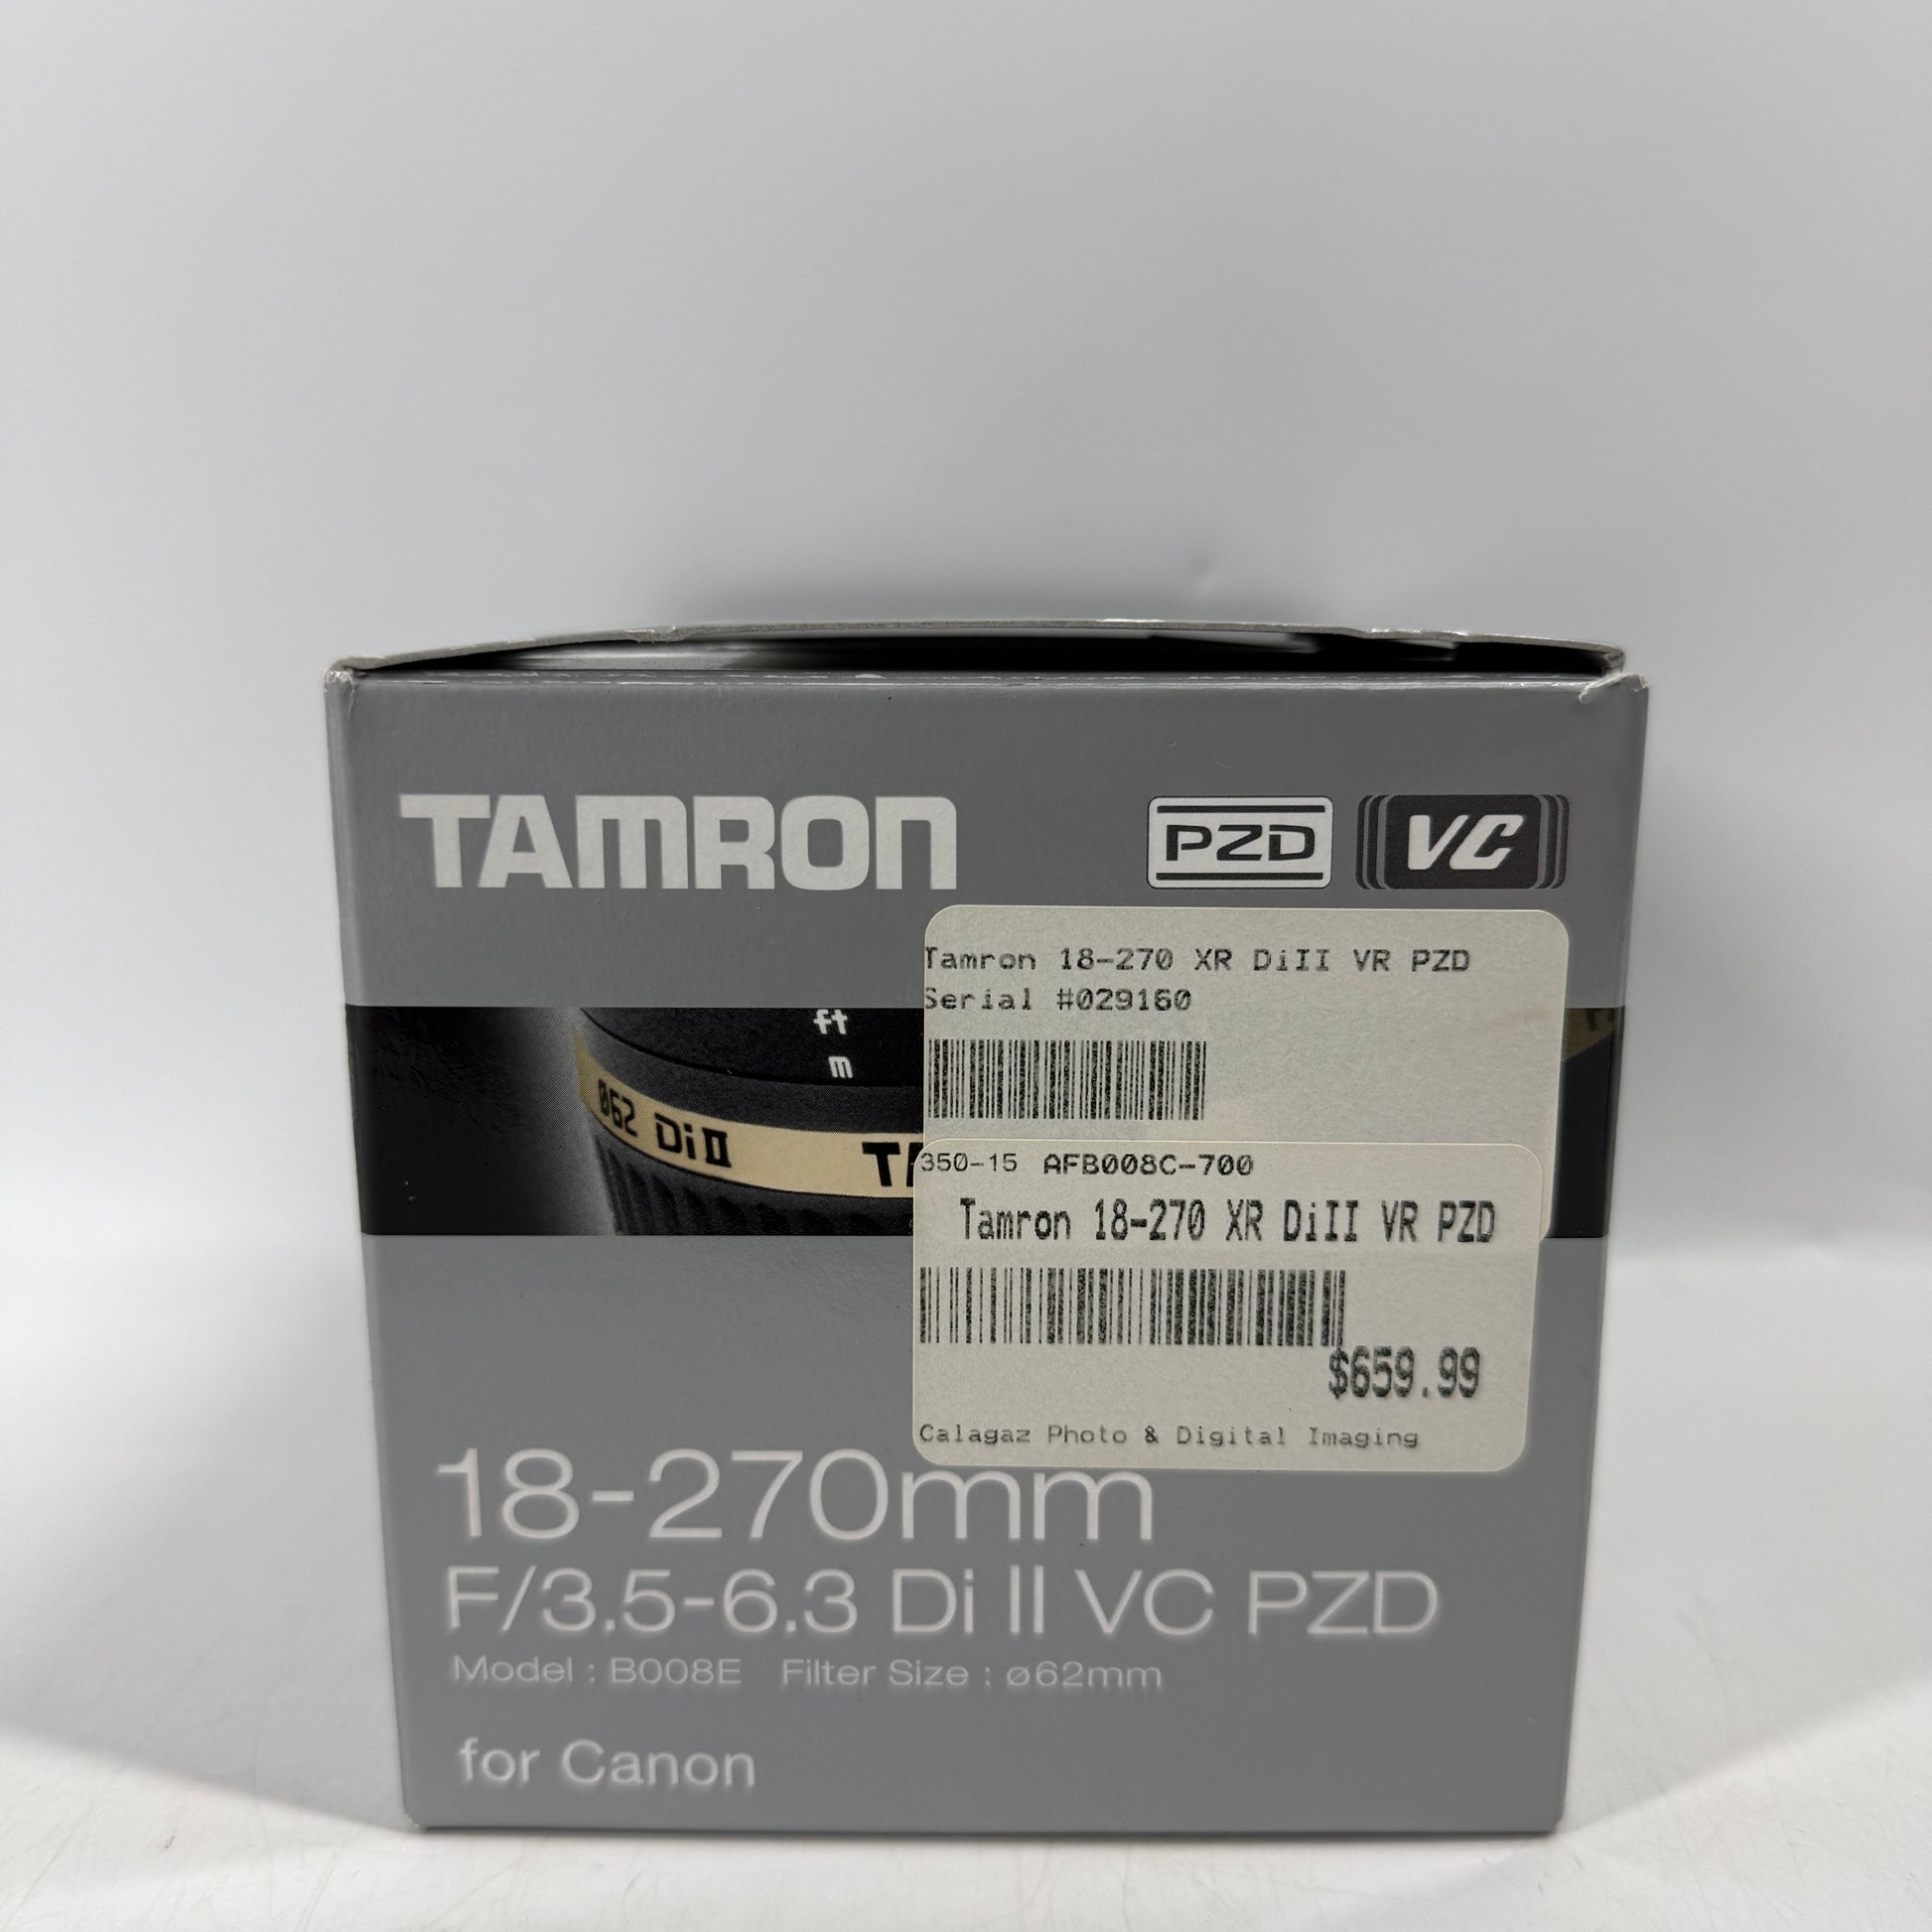 TAMRON
PZD
VC
Tamron 18-270 XR DiII VR PZD
Serial #029160
ft
m
ø62 Di II
350-15 AFB008C-700
Tamron 18-270 XR DiII VR PZD
$659.99
Calagaz Photo & Digital Imaging
18-270mm
F/3.5-6.3 Di II VC PZD
Model : B008E Filter Size : ø62mm
for Canon